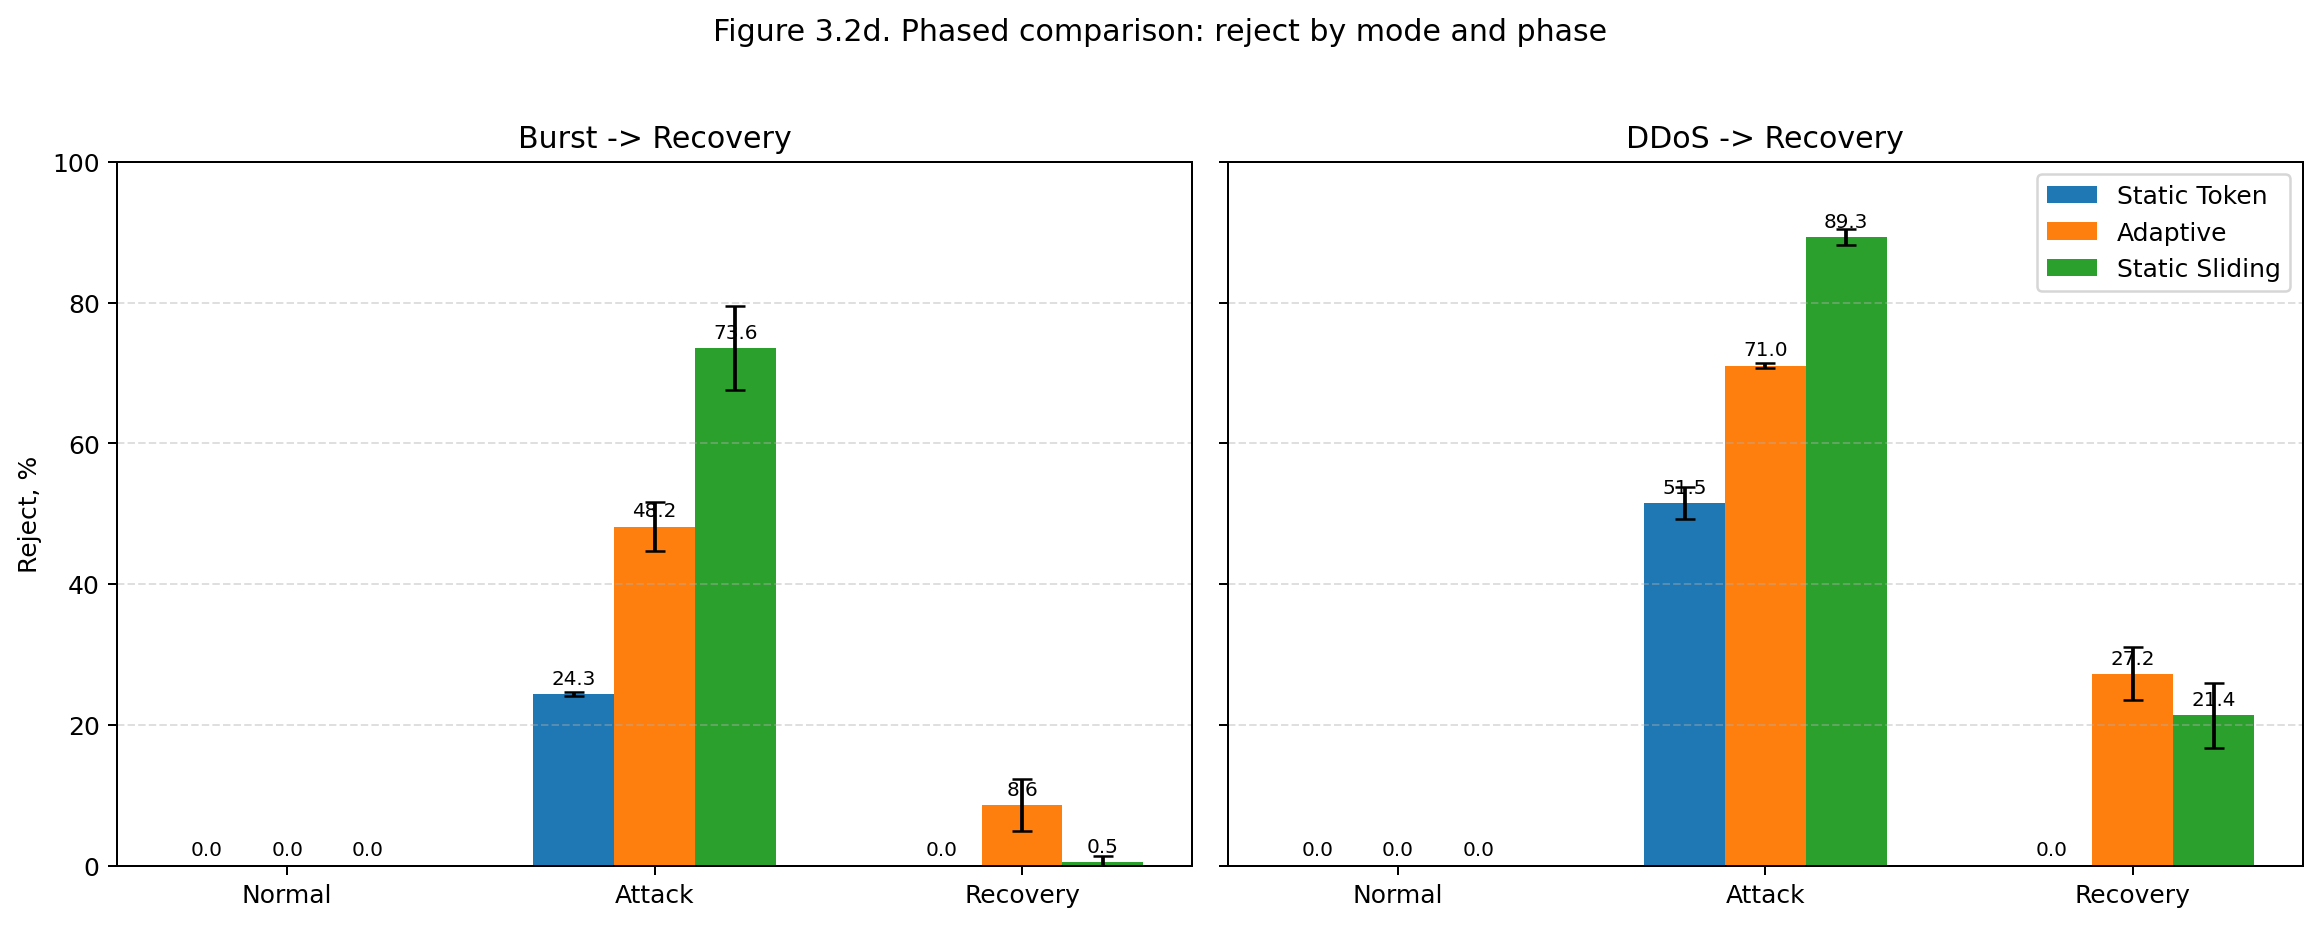 Figure 3.2d. Phased comparison: reject by mode and phase
Burst -> Recovery
Reject, %
100
80
60
40
20
0
0.0 0.0 0.0
24.3 48.2 73.6
0.0 8.6 0.5
Normal Attack Recovery
DDoS -> Recovery
Static Token
Adaptive
Static Sliding
0.0 0.0 0.0
51.5 71.0 89.3
0.0 27.2 21.4
Normal Attack Recovery